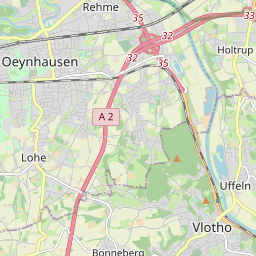 Rehme
35
32
33
Holtrup
Oeynhausen
32
35
A 2
Lohe
Uffeln
Vlotho
Bonneberg